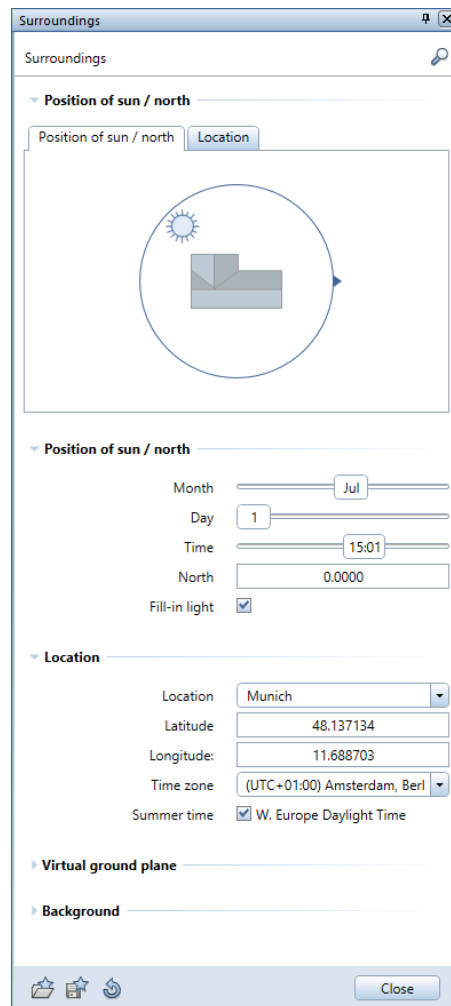 Surroundings
Surroundings
Position of sun / north
Position of sun / north
Location
Position of sun / north
Month
Jul
Day
1
Time
15:01
North
0.0000
Fill-in light
Location
Location
Munich
Latitude
48.137134
Longitude:
11.688703
Time zone
(UTC+01:00) Amsterdam, Berl
Summer time
W. Europe Daylight Time
Virtual ground plane
Background
Close